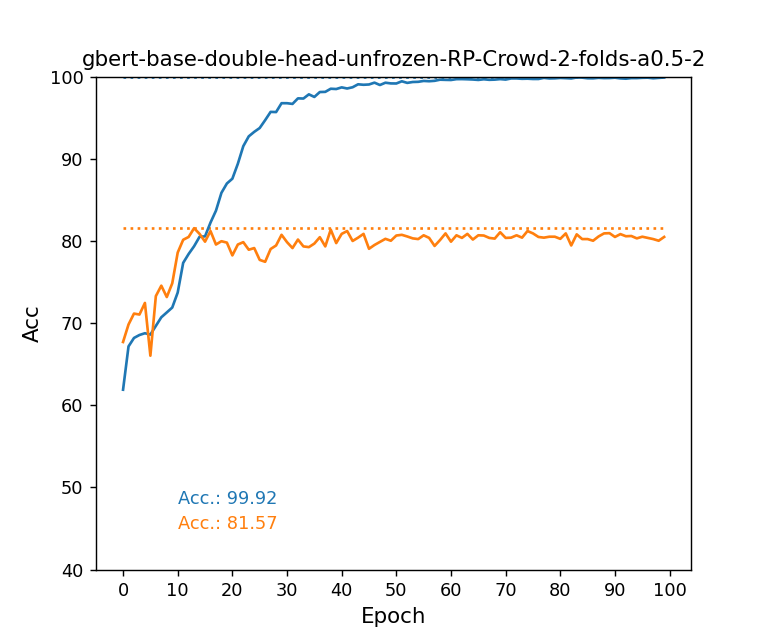 gbert-base-double-head-unfrozen-RP-Crowd-2-folds-a0.5-2
100
90
80
70
60
50
40
Acc
Acc.: 99.92
Acc.: 81.57
0 10 20 30 40 50 60 70 80 90 100
Epoch